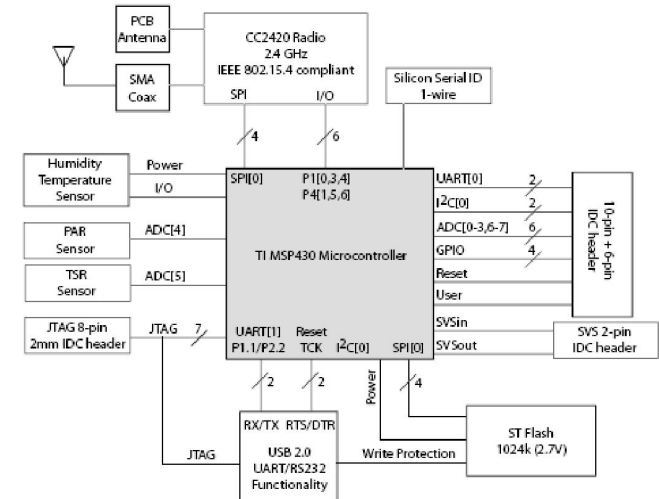 PCB
Antenna
CC2420 Radio
2.4 GHz
IEEE 802.15.4 compliant
SPI I/O
SMA
Coax
Silicon Serial ID
1-wire
4
6
Humidity
Temperature
Sensor
Power
I/O
PAR
Sensor
ADC[4]
TSR
Sensor
ADC[5]
JTAG 8-pin
2mm IDC header
JTAG
7
SPI[0] P1[0,3,4]
P4[1,5,6]
TI MSP430 Microcontroller
UART[1] Reset
P1.1/P2.2 TCK I²C[0] SPI[0]
UART[0] 2
I²C[0] 2
ADC[0-3,6-7] 6
GPIO 4
Reset
User
10-pin + 6-pin
IDC header
SVSin
SVSout
SVS 2-pin
IDC header
2
2
Power
4
RX/TX RTS/DTR
USB 2.0
UART/RS232
Functionality
JTAG
Write Protection
ST Flash
1024k (2.7V)